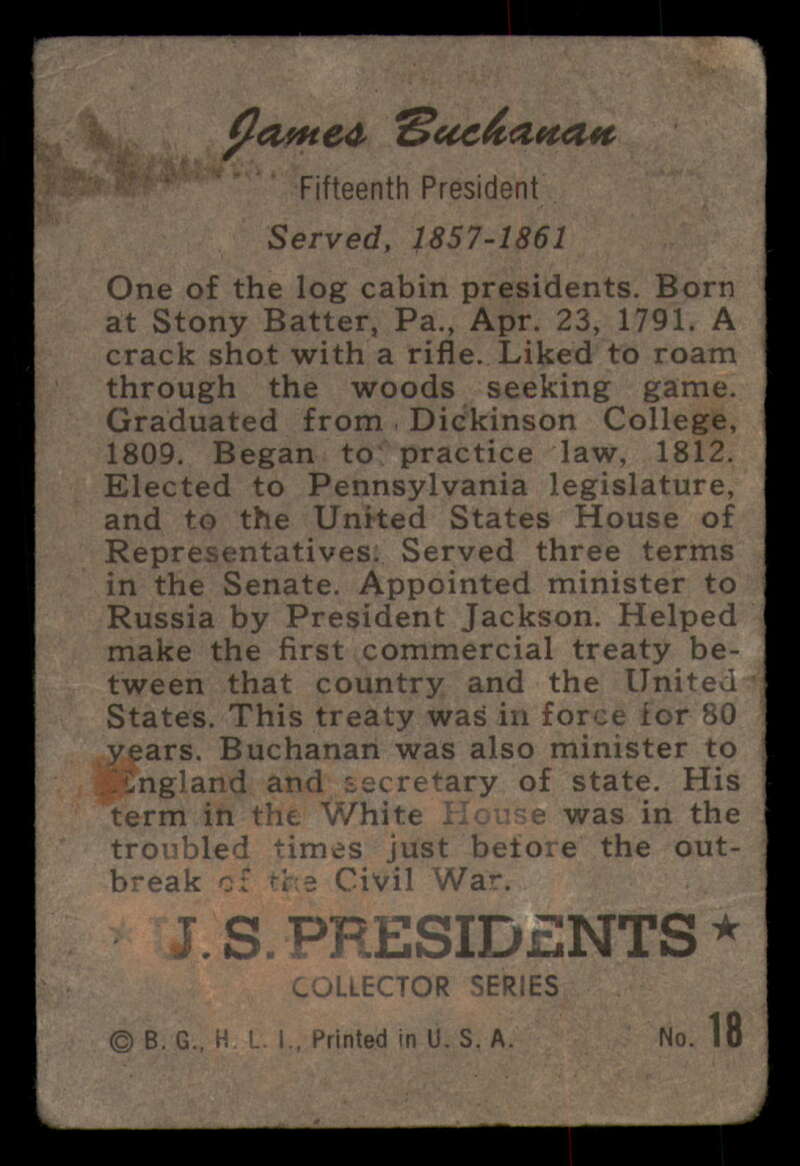 James Buchanan
Fifteenth President
Served, 1857-1861
One of the log cabin presidents. Born
at Stony Batter, Pa., Apr. 23, 1791. A
crack shot with a rifle. Liked to roam
through the woods seeking game.
Graduated from Dickinson College,
1809. Began to practice law, 1812.
Elected to Pennsylvania legislature,
and to the United States House of
Representatives. Served three terms
in the Senate. Appointed minister to
Russia by President Jackson. Helped
make the first commercial treaty be-
tween that country and the United
States. This treaty was in force for 80
years. Buchanan was also minister to
England and secretary of state. His
term in the White House was in the
troubled times just before the out-
break of the Civil War.
★ U.S. PRESIDENTS ★
COLLECTOR SERIES
© B. G., H. L. I., Printed in U. S. A. No. 18